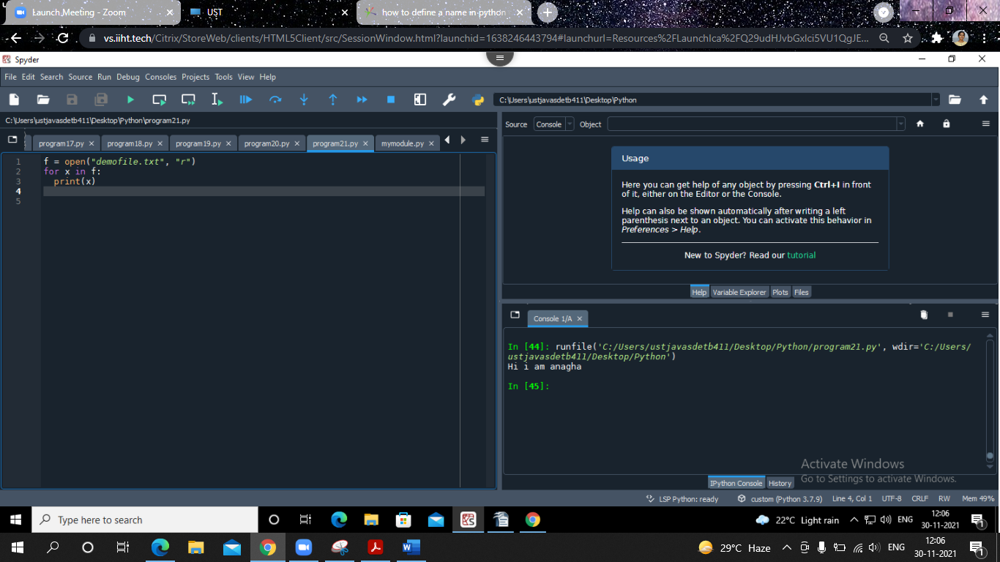 Launch Meeting - Zoom
UST
how to define a name in python
vs.iiht.tech/Citrix/StoreWeb/clients/HTML5Client/src/SessionWindow.html?launchid=1638246443794#launchurl=Resources%2FLaunchIca%2FQ29udHJvbGxlci5VU1QgJE...
Spyder
File Edit Search Source Run Debug Consoles Projects Tools View Help
C:\Users\ustjavasdetb411\Desktop\Python
C:\Users\ustjavasdetb411\Desktop\Python\program21.py
Source Console Object
program17.py
program18.py
program19.py
program20.py
program21.py
mymodule.py
1 f = open("demofile.txt", "r")
2 for x in f:
3 print(x)
4
5
Usage
Here you can get help of any object by pressing Ctrl+I in front
of it, either on the Editor or the Console.
Help can also be shown automatically after writing a left
parenthesis next to an object. You can activate this behavior in
Preferences > Help.
New to Spyder? Read our tutorial
Help Variable Explorer Plots Files
Console 1/A
In [44]: runfile('C:/Users/ustjavasdetb411/Desktop/Python/program21.py', wdir='C:/Users/
ustjavasdetb411/Desktop/Python')
Hi i am anagha
In [45]:
Activate Windows
Go to Settings to activate Windows.
IPython Console History
LSP Python: ready custom (Python 3.7.9) Line 4, Col 1 UTF-8 CRLF RW Mem 49%
Type here to search
22°C Light rain
ENG
12:06
30-11-2021
1
29°C Haze
ENG
12:06
30-11-2021
1